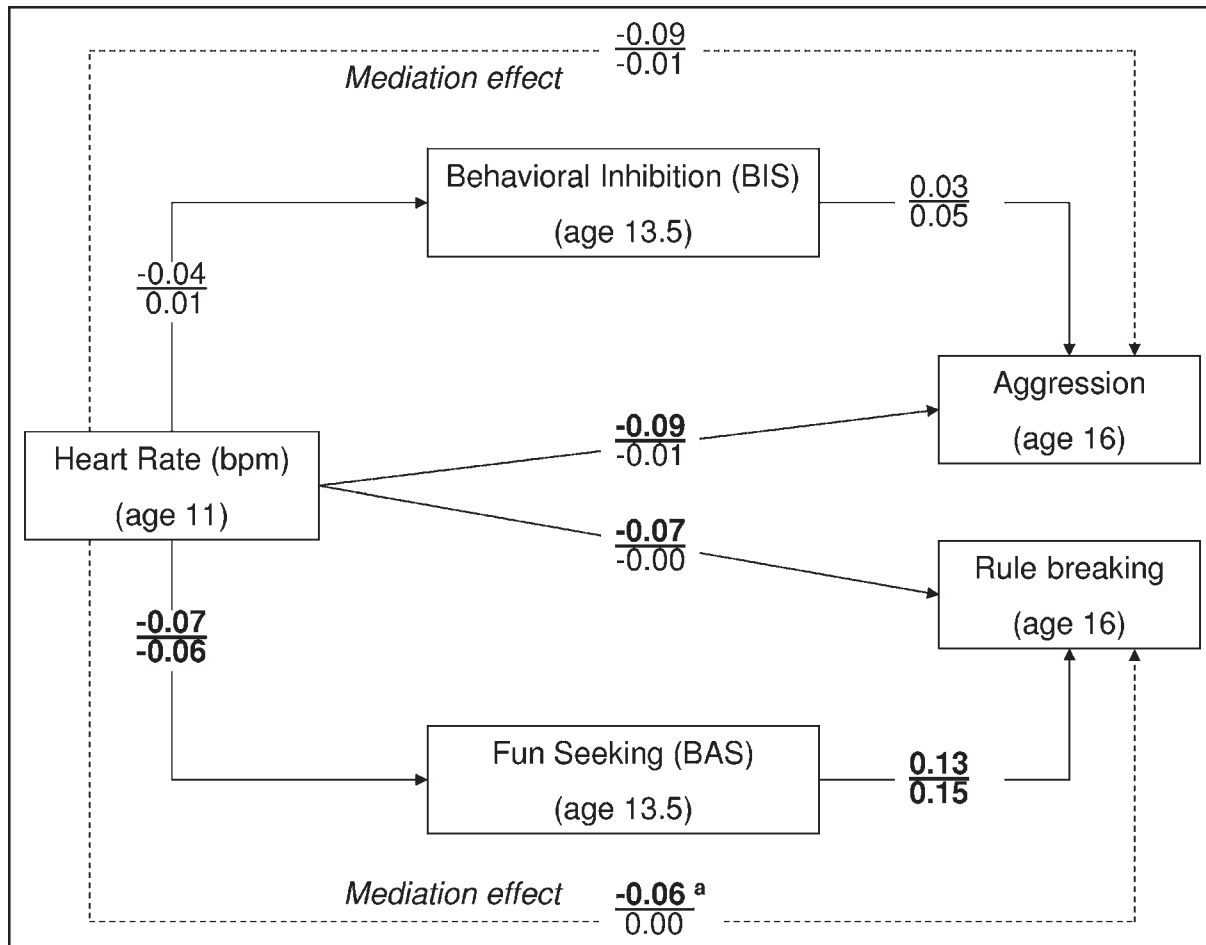 -0.09
-0.01
Mediation effect
Behavioral Inhibition (BIS)
(age 13.5)
0.03
0.05
-0.04
0.01
Aggression
(age 16)
-0.09
-0.01
Heart Rate (bpm)
(age 11)
-0.07
-0.00
Rule breaking
(age 16)
-0.07
-0.06
Fun Seeking (BAS)
(age 13.5)
0.13
0.15
Mediation effect
-0.06 a
0.00